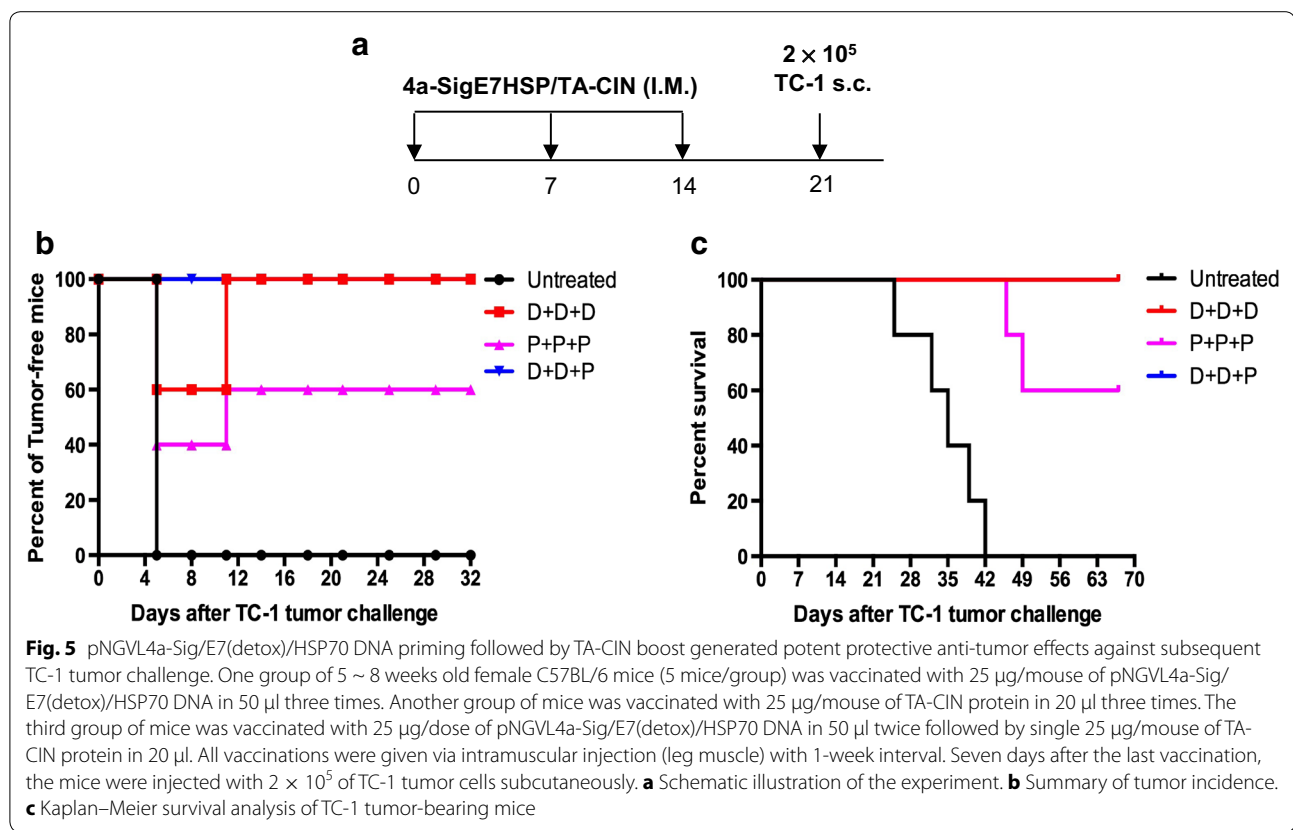 a
4a-SigE7HSP/TA-CIN (I.M.)
2 × 10⁵
TC-1 s.c.
0 7 14 21
b
Percent of Tumor-free mice
100
80
60
40
20
0
0 4 8 12 16 20 24 28 32
Days after TC-1 tumor challenge
Untreated
D+D+D
P+P+P
D+D+P
c
Percent survival
100
80
60
40
20
0
0 7 14 21 28 35 42 49 56 63 70
Days after TC-1 tumor challenge
Untreated
D+D+D
P+P+P
D+D+P
Fig. 5 pNGVL4a-Sig/E7(detox)/HSP70 DNA priming followed by TA-CIN boost generated potent protective anti-tumor effects against subsequent
TC-1 tumor challenge. One group of 5 ~ 8 weeks old female C57BL/6 mice (5 mice/group) was vaccinated with 25 µg/mouse of pNGVL4a-Sig/
E7(detox)/HSP70 DNA in 50 µl three times. Another group of mice was vaccinated with 25 µg/mouse of TA-CIN protein in 20 µl three times. The
third group of mice was vaccinated with 25 µg/dose of pNGVL4a-Sig/E7(detox)/HSP70 DNA in 50 µl twice followed by single 25 µg/mouse of TA-
CIN protein in 20 µl. All vaccinations were given via intramuscular injection (leg muscle) with 1-week interval. Seven days after the last vaccination,
the mice were injected with 2 × 10⁵ of TC-1 tumor cells subcutaneously. a Schematic illustration of the experiment. b Summary of tumor incidence.
c Kaplan–Meier survival analysis of TC-1 tumor-bearing mice